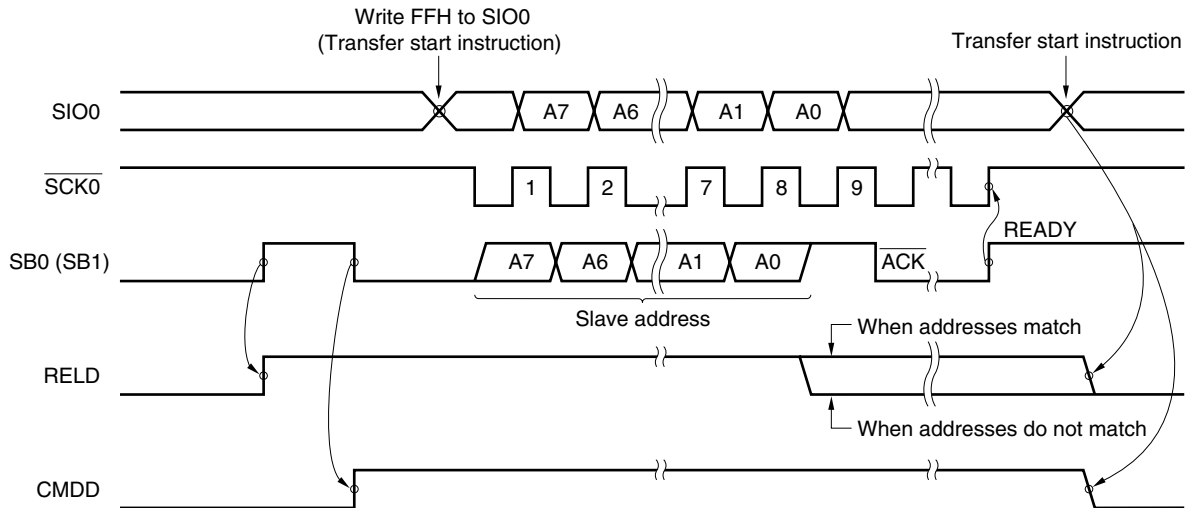 Write FFH to SIO0
(Transfer start instruction)
Transfer start instruction
SIO0
A7 A6 A1 A0
SCK0
1 2 7 8 9
READY
SB0 (SB1)
A7 A6 A1 A0 ACK
Slave address
When addresses match
RELD
When addresses do not match
CMDD